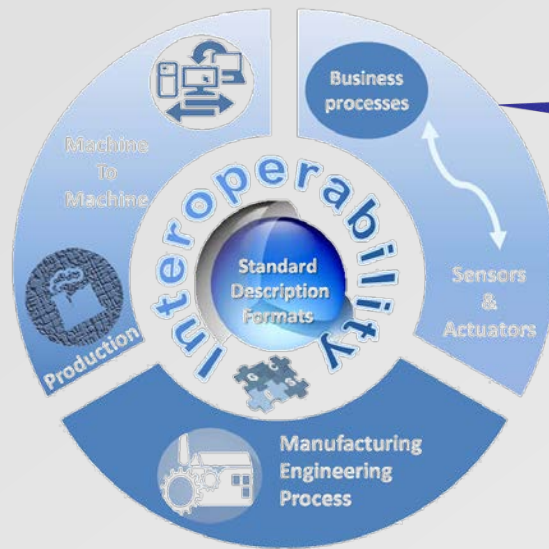 Business
processes
Machine
To
Machine
Interoperability
Standard
Description
Formats
Sensors
&
Actuators
Production
Manufacturing
Engineering
Process